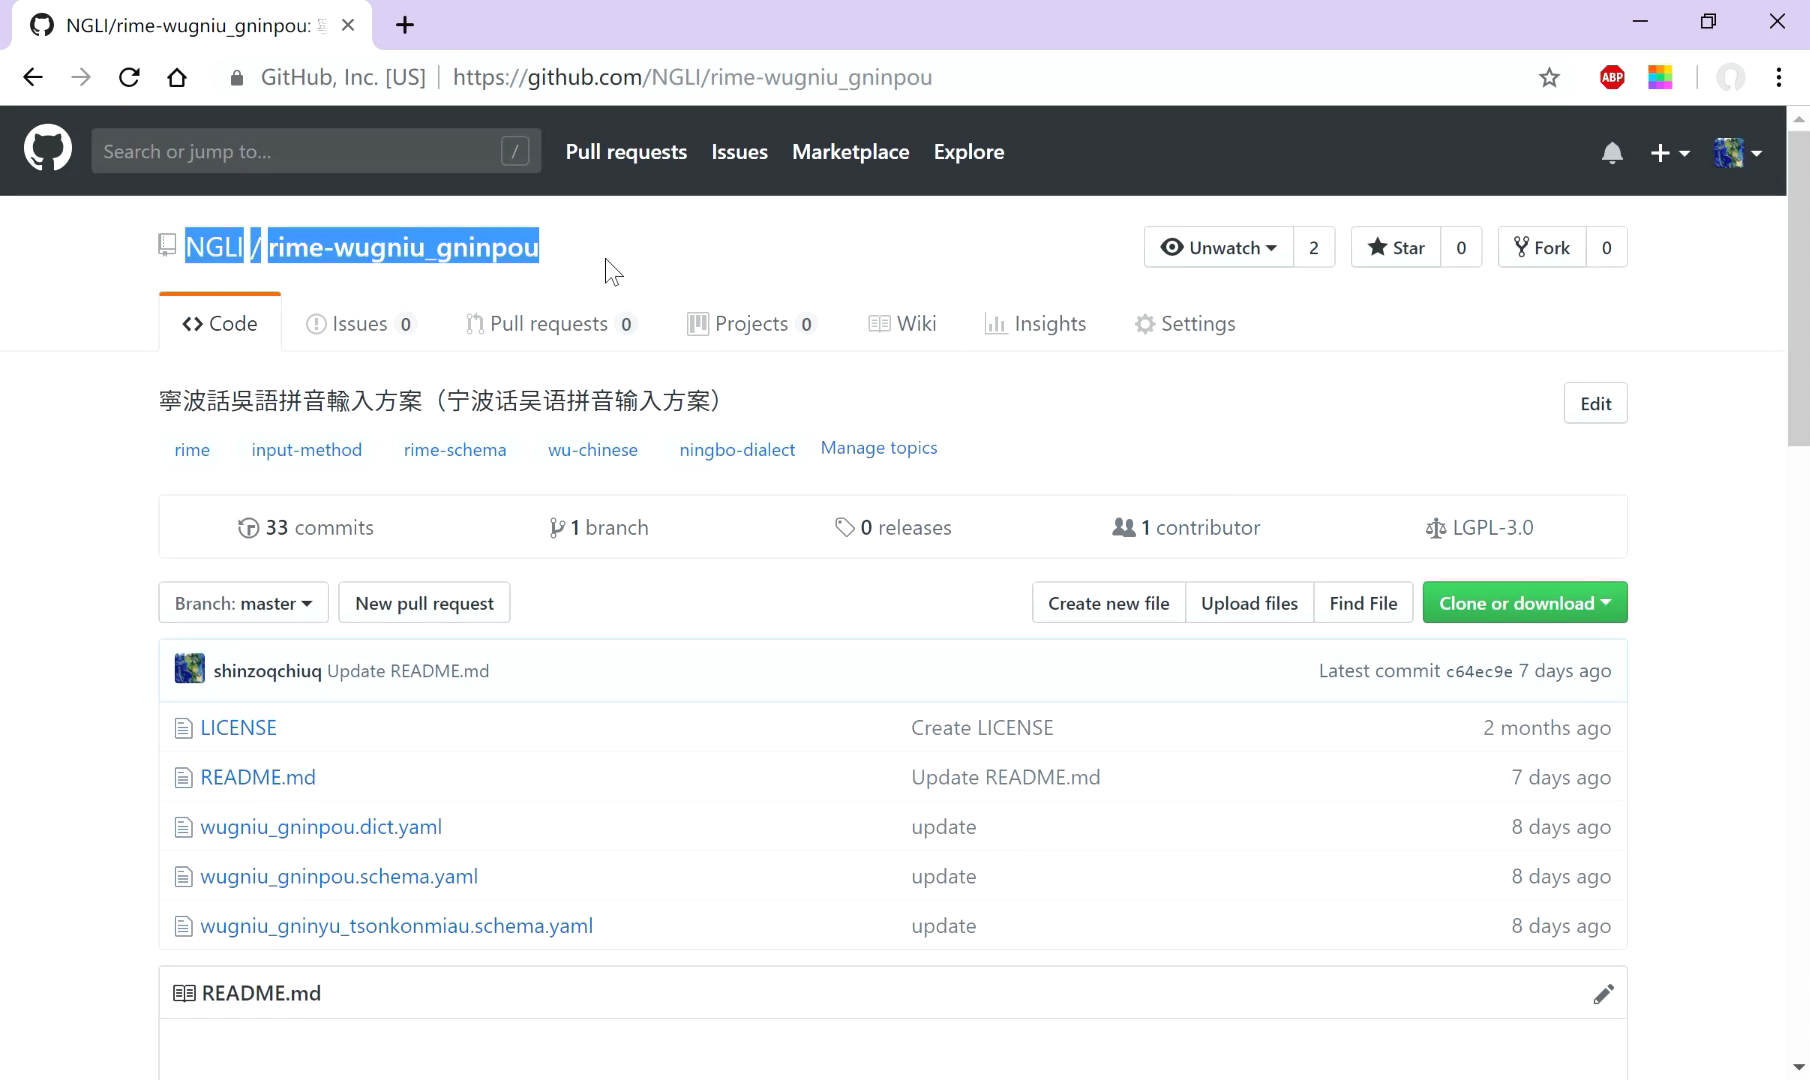 NGLI/rime-wugniu_gninpou:
GitHub, Inc. [US] https://github.com/NGLI/rime-wugniu_gninpou
ABP
Search or jump to... / Pull requests Issues Marketplace Explore
NGLI / rime-wugniu_gninpou
Unwatch 2 Star 0 Fork 0
Code Issues 0 Pull requests 0 Projects 0 Wiki Insights Settings
寧波話吳語拼音輸入方案（宁波话吴语拼音输入方案） Edit
rime input-method rime-schema wu-chinese ningbo-dialect Manage topics
33 commits 1 branch 0 releases 1 contributor LGPL-3.0
Branch: master New pull request Create new file Upload files Find File Clone or download
shinzoqchiuq Update README.md Latest commit c64ec9e 7 days ago
LICENSE Create LICENSE 2 months ago
README.md Update README.md 7 days ago
wugniu_gninpou.dict.yaml update 8 days ago
wugniu_gninpou.schema.yaml update 8 days ago
wugniu_gninyu_tsonkonmiau.schema.yaml update 8 days ago
README.md